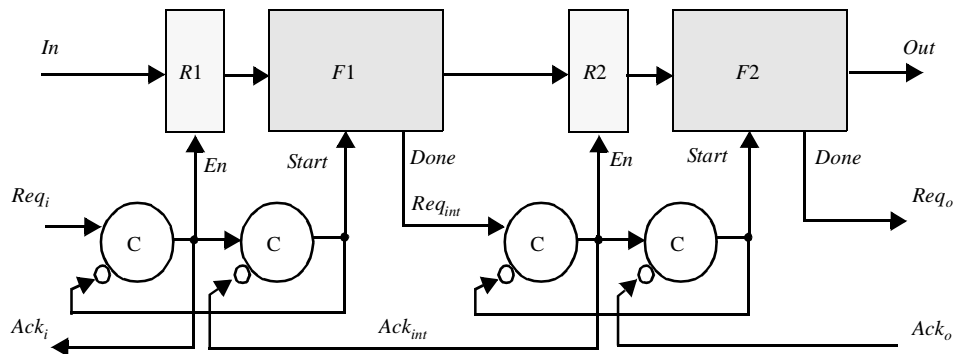 In
R1
F1
R2
F2
Out
En
Start
Done
En
Start
Done
Req_i
Req_int
Req_o
C
C
C
C
Ack_i
Ack_int
Ack_o